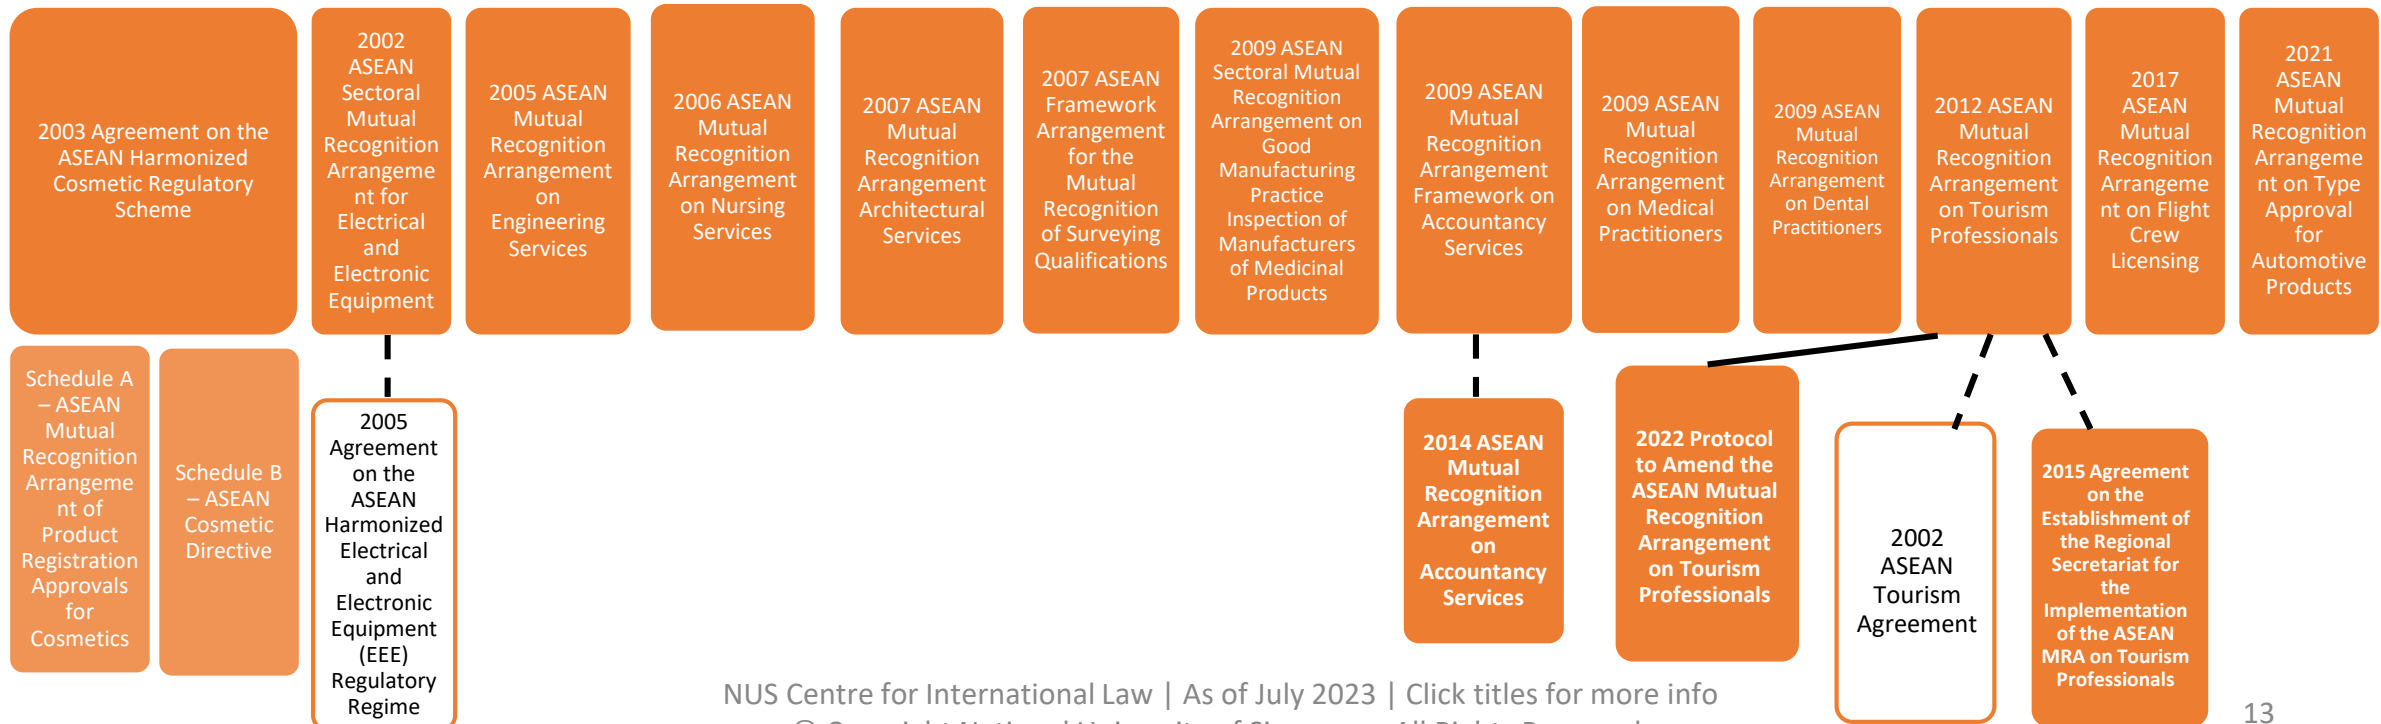 2003 Agreement on the
ASEAN Harmonized
Cosmetic Regulatory
Scheme
2002
ASEAN
Sectoral
Mutual
Recognition
Arrangeme
nt for
Electrical
and
Electronic
Equipment
2005 ASEAN
Mutual
Recognition
Arrangement
on
Engineering
Services
2006 ASEAN
Mutual
Recognition
Arrangement
on Nursing
Services
2007 ASEAN
Mutual
Recognition
Arrangement
Architectural
Services
2007 ASEAN
Framework
Arrangement
for the
Mutual
Recognition
of Surveying
Qualifications
2009 ASEAN
Sectoral Mutual
Recognition
Arrangement on
Good
Manufacturing
Practice
Inspection of
Manufacturers
of Medicinal
Products
2009 ASEAN
Mutual
Recognition
Arrangement
Framework on
Accountancy
Services
2009 ASEAN
Mutual
Recognition
Arrangement
on Medical
Practitioners
2009 ASEAN
Mutual
Recognition
Arrangement
on Dental
Practitioners
2012 ASEAN
Mutual
Recognition
Arrangement
on Tourism
Professionals
2017
ASEAN
Mutual
Recognition
Arrangeme
nt on Flight
Crew
Licensing
2021
ASEAN
Mutual
Recognition
Arrangeme
nt on Type
Approval
for
Automotive
Products
Schedule A
– ASEAN
Mutual
Recognition
Arrangeme
nt of
Product
Registration
Approvals
for
Cosmetics
Schedule B
– ASEAN
Cosmetic
Directive
2005
Agreement
on the
ASEAN
Harmonized
Electrical
and
Electronic
Equipment
(EEE)
Regulatory
Regime
2014 ASEAN
Mutual
Recognition
Arrangement
on
Accountancy
Services
2022 Protocol
to Amend the
ASEAN Mutual
Recognition
Arrangement
on Tourism
Professionals
2002
ASEAN
Tourism
Agreement
2015 Agreement
on the
Establishment of
the Regional
Secretariat for
the
Implementation
of the ASEAN
MRA on Tourism
Professionals
NUS Centre for International Law | As of July 2023 | Click titles for more info
© Copyright National University of Singapore. All Rights Reserved.
13